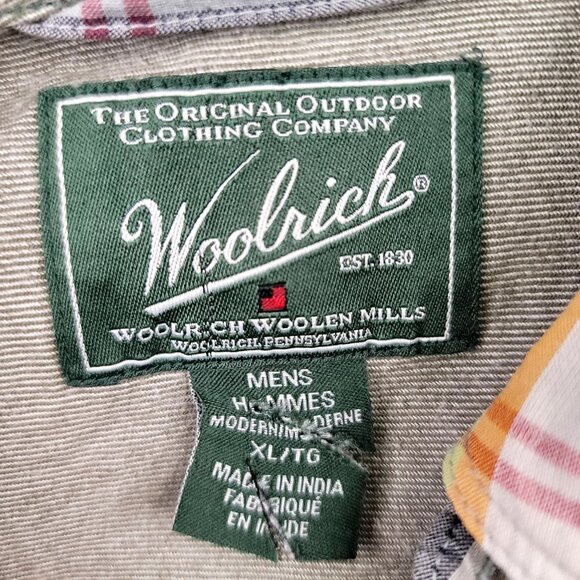 THE ORIGINAL OUTDOOR
CLOTHING COMPANY
Woolrich®
EST. 1830
WOOLRICH WOOLEN MILLS
WOOLRICH, PENNSYLVANIA
MENS
HOMMES
MODERN/MODERNE
XL/TG
MADE IN INDIA
FABRIQUÉ
EN INDE